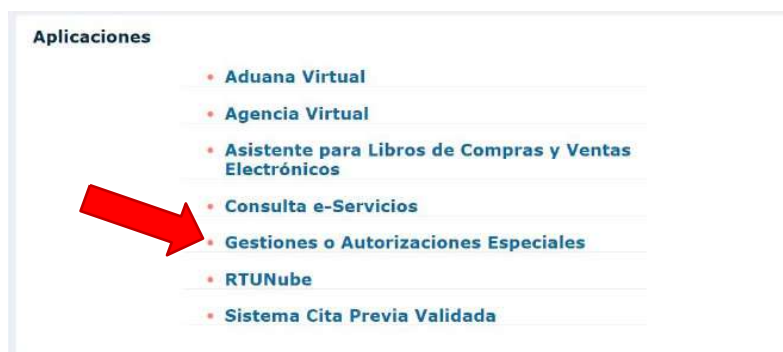 Aplicaciones
Aduana Virtual
Agencia Virtual
Asistente para Libros de Compras y Ventas
Electrónicos
Consulta e-Servicios
Gestiones o Autorizaciones Especiales
RTUNube
Sistema Cita Previa Validada